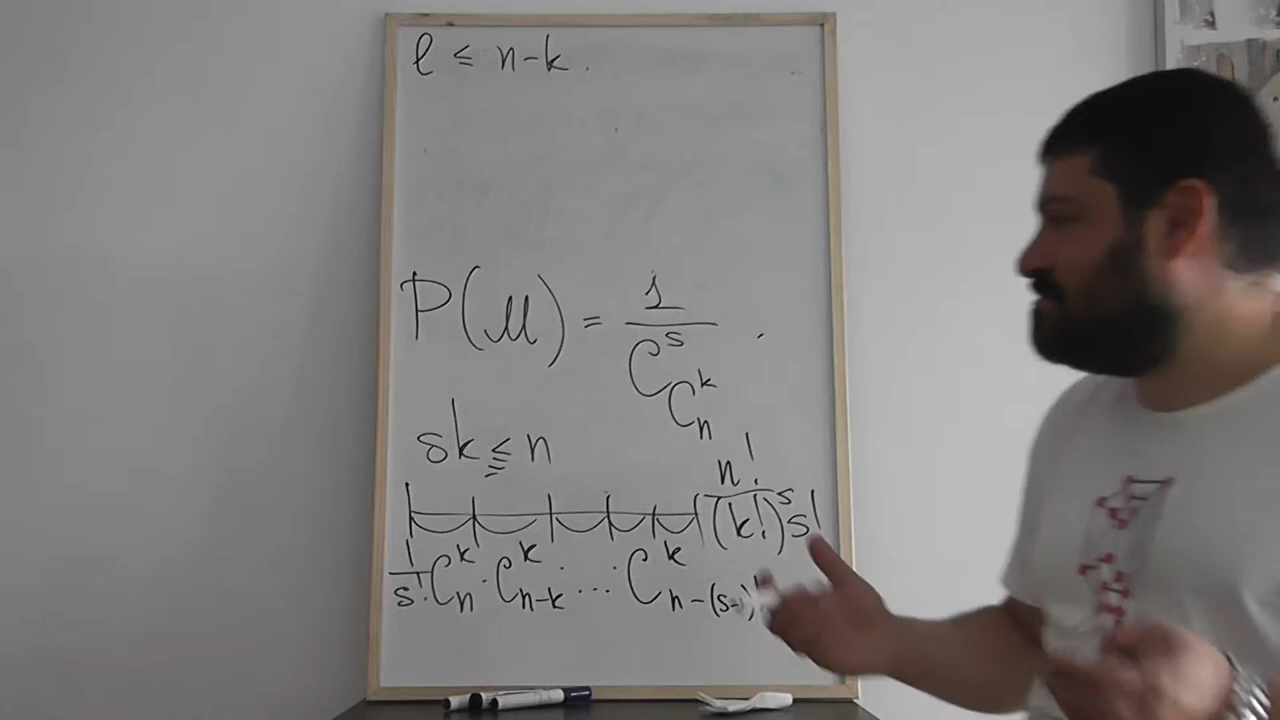 ℓ ≤ n-k.
P(M) = 1 / C^s_{C^k_n} .
sk ≤ n
n! / (k!)^s s!
1/s! · C^k_n · C^k_{n-k} · ... · C^k_{n-(s-1)